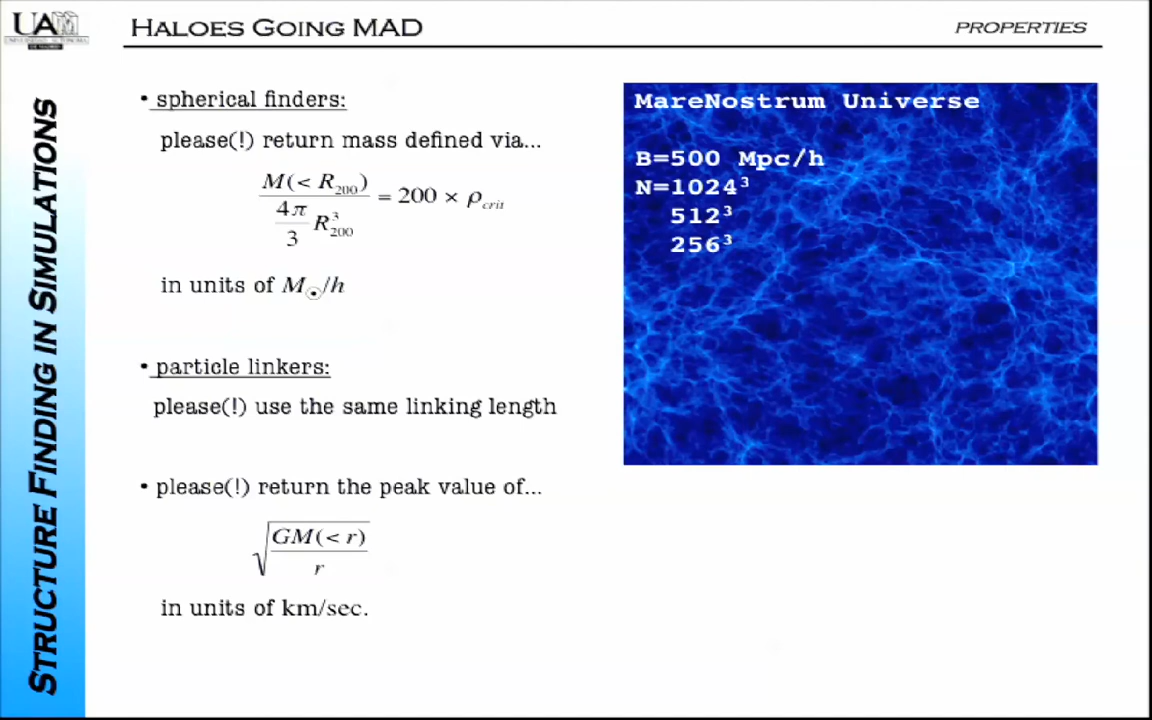 UAM
HALOES GOING MAD
PROPERTIES
STRUCTURE FINDING IN SIMULATIONS
• spherical finders:
please(!) return mass defined via...
M(< R₂₀₀) / (4π/3 R³₂₀₀) = 200 × ρcrit
in units of M☉/h
• particle linkers:
please(!) use the same linking length
• please(!) return the peak value of...
√(GM(< r) / r)
in units of km/sec.
MareNostrum Universe
B=500 Mpc/h
N=1024³
512³
256³